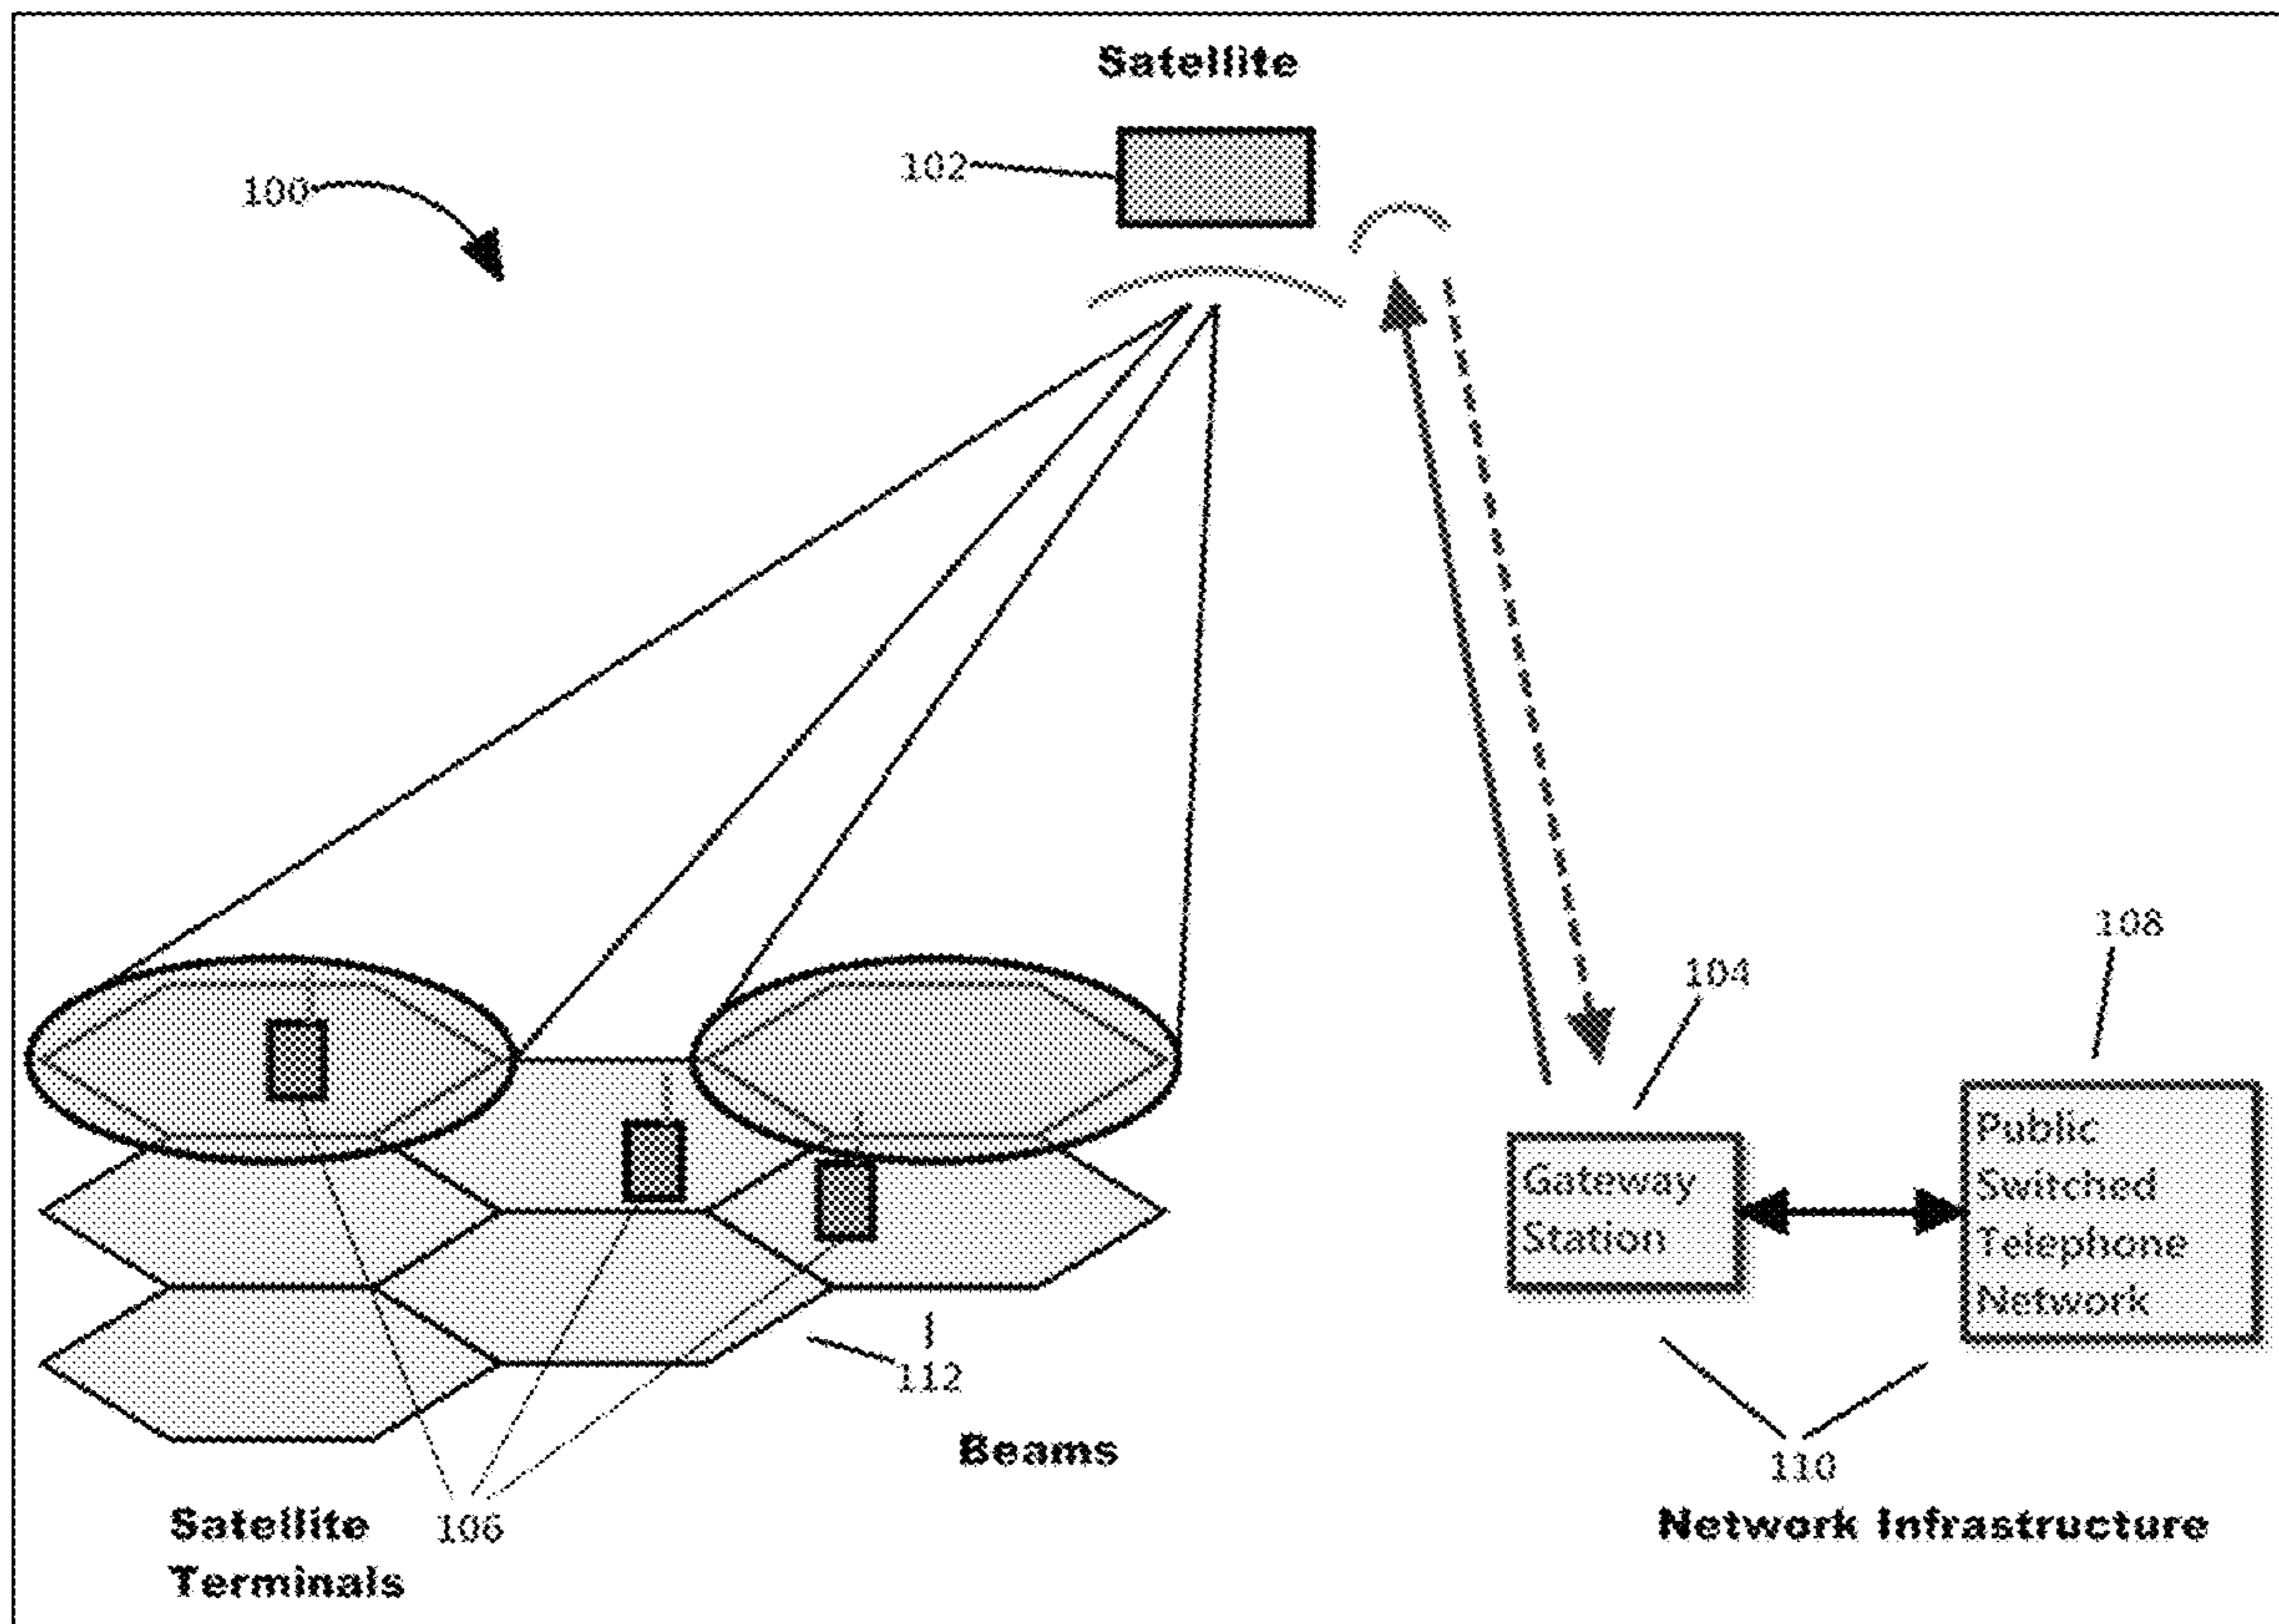 Satellite
102
100
108
104
Public
Switched
Telephone
Network
Gateway
Station
112
Beams
110
Network Infrastructure
Satellite
Terminals
106